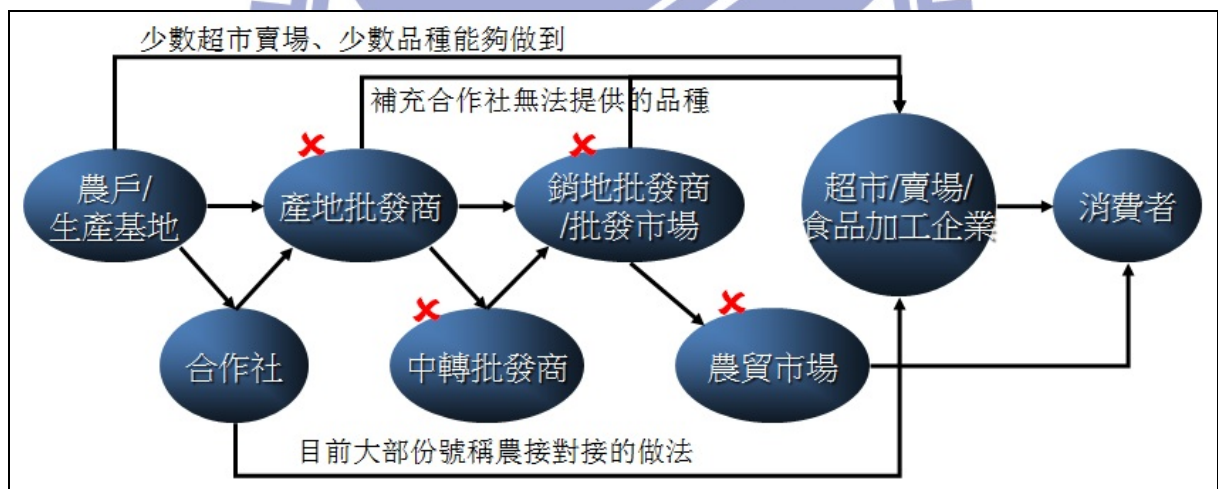 少數超市賣場、少數品種能夠做到
補充合作社無法提供的品種
農戶/
生產基地
產地批發商
銷地批發商
/批發市場
超市/賣場/
食品加工企業
消費者
合作社
中轉批發商
農貿市場
目前大部份號稱農接對接的做法